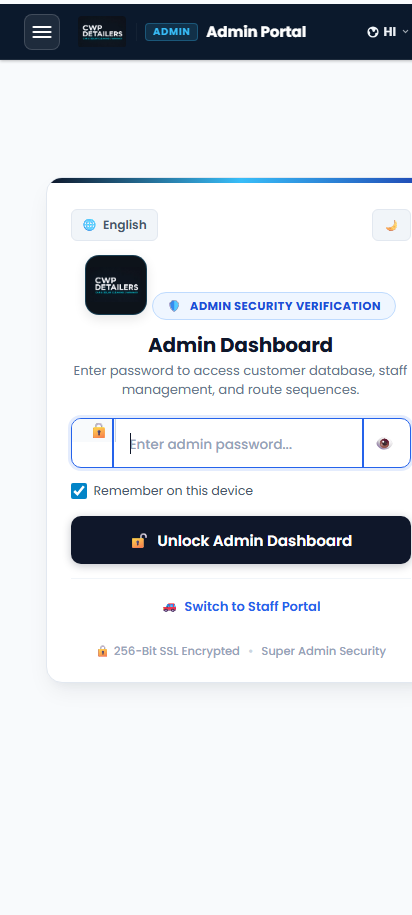 CWP
DETAILERS
ADMIN
Admin Portal
HI
English
CWP
DETAILERS
ADMIN SECURITY VERIFICATION
Admin Dashboard
Enter password to access customer database, staff
management, and route sequences.
Enter admin password...
Remember on this device
Unlock Admin Dashboard
Switch to Staff Portal
256-Bit SSL Encrypted • Super Admin Security